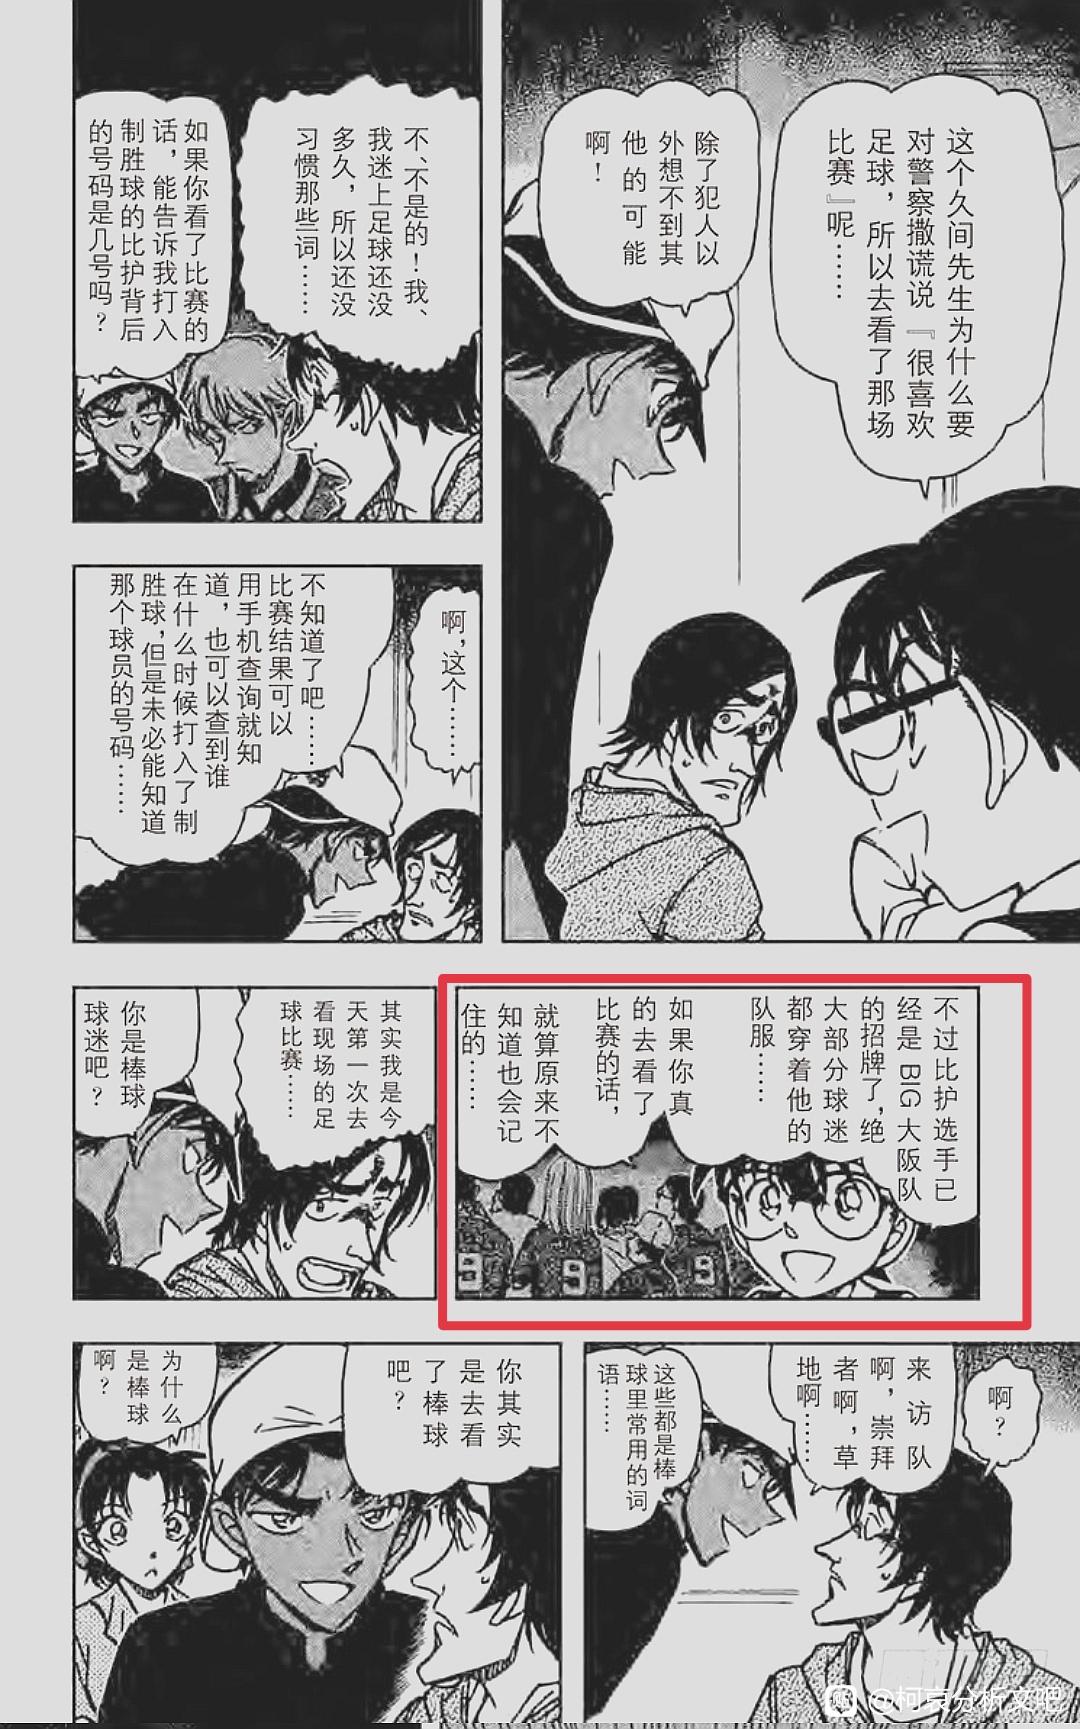 这个久间先生为什么要
对警察撒谎说『很喜欢
足球，所以去看了那场
比赛』呢……
除了犯人以
外想不到其
他的可能
啊！
不、不是的！我、
我迷上足球还没
多久，所以还没
习惯那些词……
如果你看了比赛的
话，能告诉我打入
制胜球的比护背后
的号码是几号吗？
啊，这个……
不知道了吧……
比赛结果可以
用手机查询就知
道，也可以查到谁
在什么时候打入了制
胜球，但是未必能知道
那个球员的号码……
不过比护选手已
经是BIG大阪队
的招牌了，绝
大部分球迷
都穿着他的
队服……
如果你真
的去看了
比赛的话，
就算原来不
知道也会记
住的……
9
9
9
其实我是今
天第一次去
看现场的足
球比赛……
你是棒球
球迷吧？
啊？
来访队
啊，崇拜
者啊，草
地啊……
这些都是棒
球里常用的词
语……
你其实
是去看
了棒球
吧？
为什么
是棒球
啊？
@柯哀分析文吧